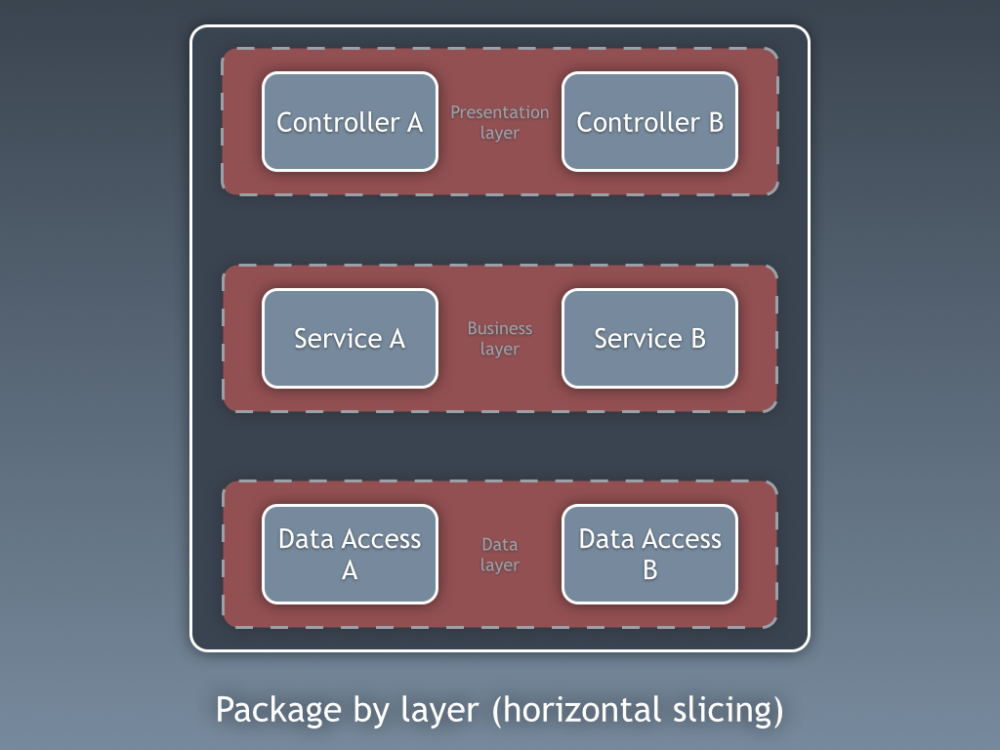 Controller A
Presentation
layer
Controller B
Service A
Business
layer
Service B
Data Access
A
Data
layer
Data Access
B
Package by layer (horizontal slicing)